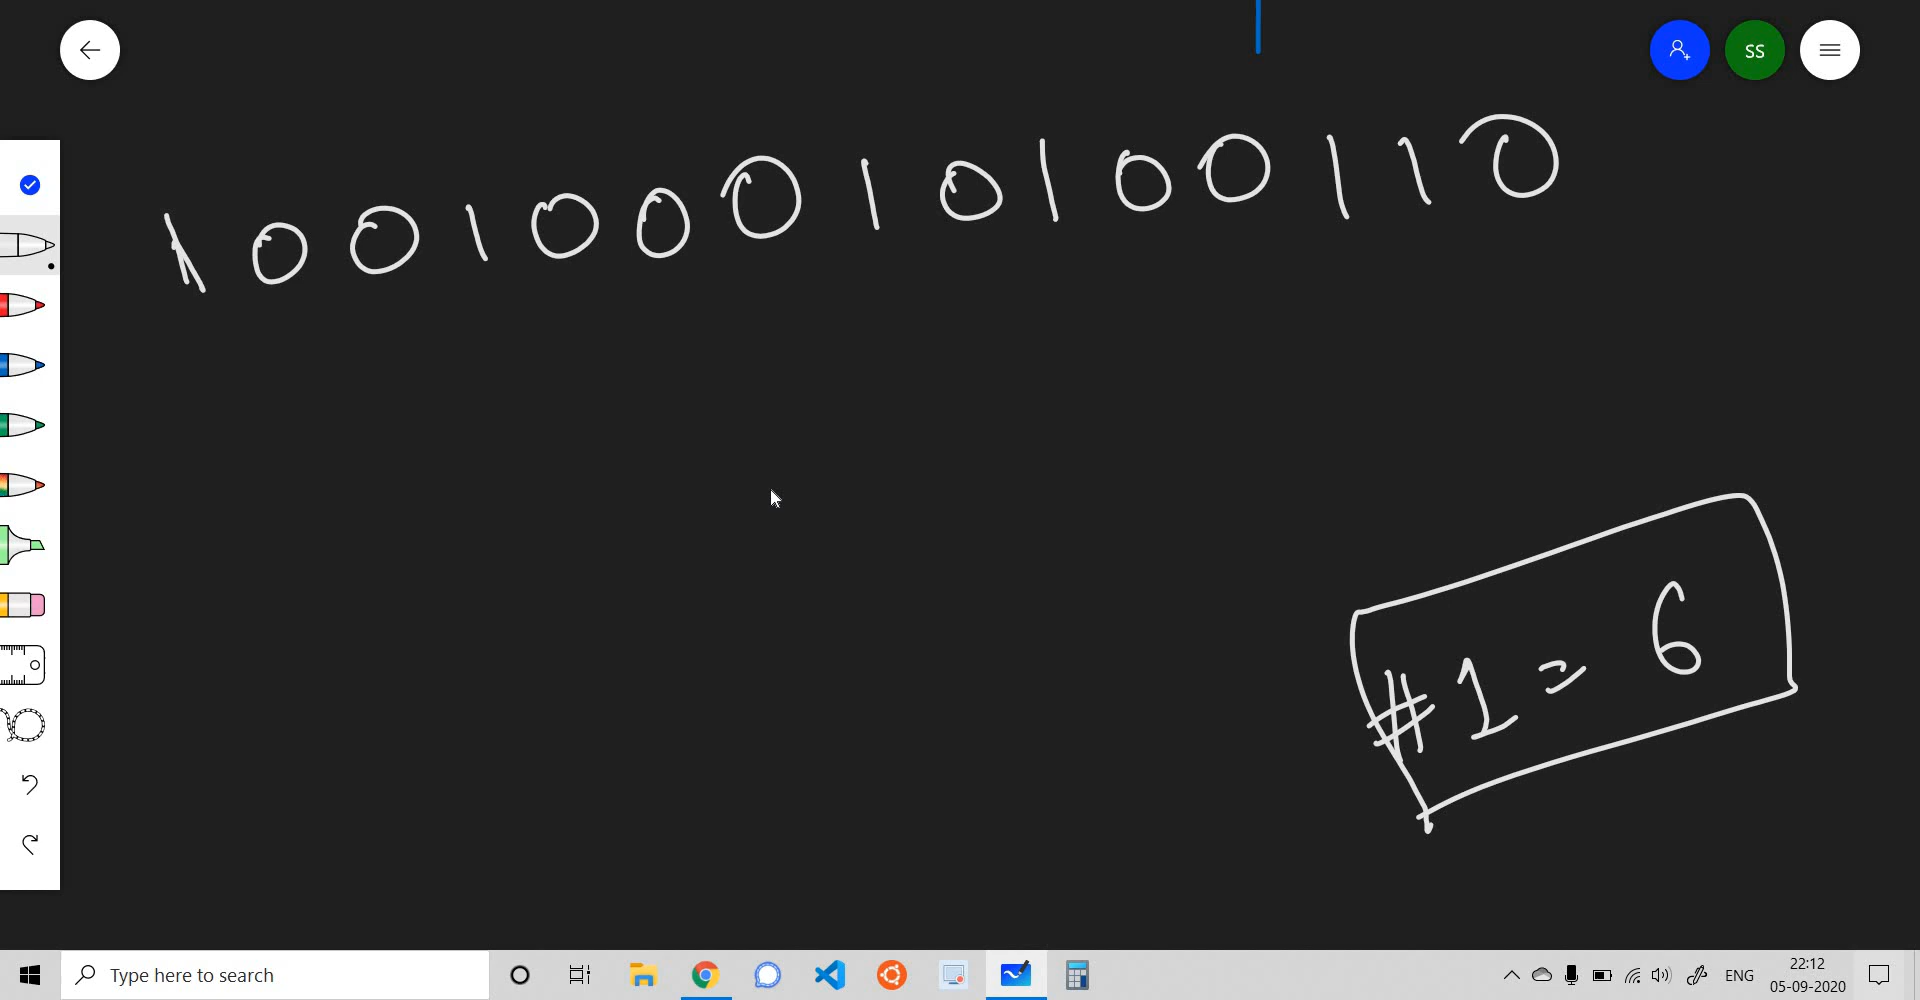 SS
100100010100110
#1 = 6
Type here to search
ENG
22:12
05-09-2020